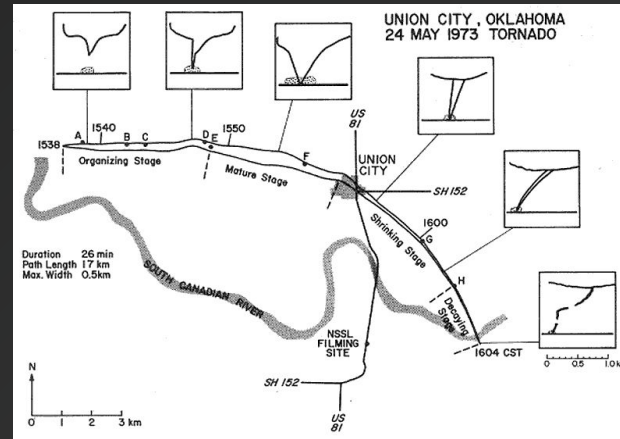 UNION CITY, OKLAHOMA
24 MAY 1973 TORNADO
US
81
1538
A
1540
B
C
D
E
1550
F
UNION
CITY
SH 152
Organizing Stage
Mature Stage
Shrinking Stage
1600
G
H
Decaying
Stage
1604 CST
Duration 26 min
Path Length 17 km
Max. Width 0.5km
SOUTH CANADIAN RIVER
NSSL
FILMING
SITE
SH 152
US
81
N
0 1 2 3 km
0 0.5 1.0 k